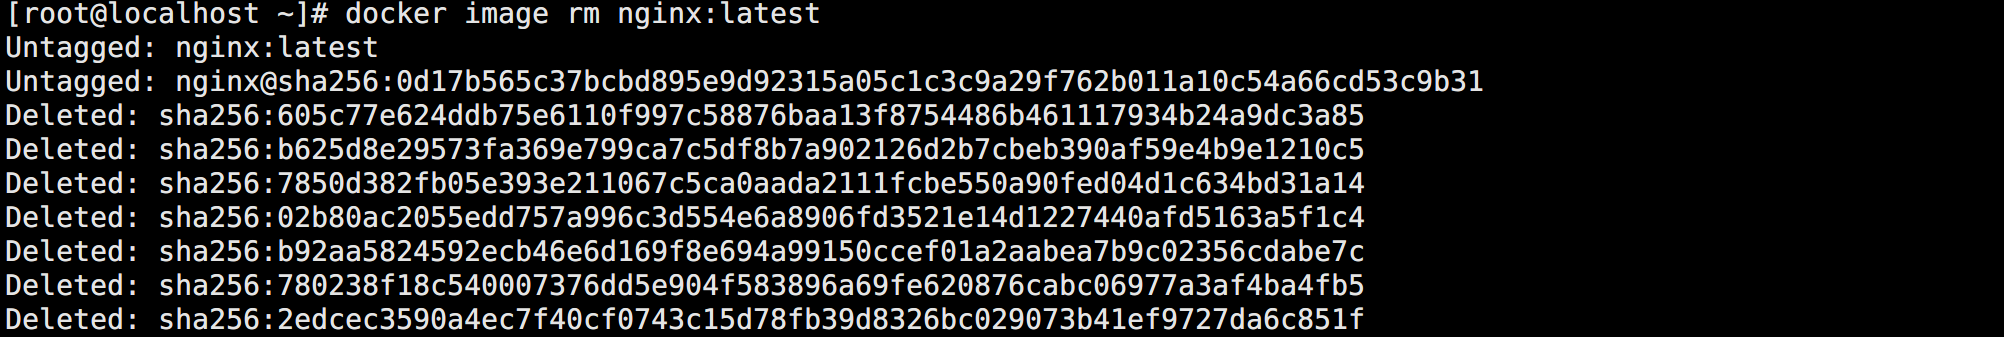 [root@localhost ~]# docker image rm nginx:latest
Untagged: nginx:latest
Untagged: nginx@sha256:0d17b565c37bcbd895e9d92315a05c1c3c9a29f762b011a10c54a66cd53c9b31
Deleted: sha256:605c77e624ddb75e6110f997c58876baa13f8754486b461117934b24a9dc3a85
Deleted: sha256:b625d8e29573fa369e799ca7c5df8b7a902126d2b7cbeb390af59e4b9e1210c5
Deleted: sha256:7850d382fb05e393e211067c5ca0aada2111fcbe550a90fed04d1c634bd31a14
Deleted: sha256:02b80ac2055edd757a996c3d554e6a8906fd3521e14d1227440afd5163a5f1c4
Deleted: sha256:b92aa5824592ecb46e6d169f8e694a99150ccef01a2aabea7b9c02356cdabe7c
Deleted: sha256:780238f18c540007376dd5e904f583896a69fe620876cabc06977a3af4ba4fb5
Deleted: sha256:2edcec3590a4ec7f40cf0743c15d78fb39d8326bc029073b41ef9727da6c851f